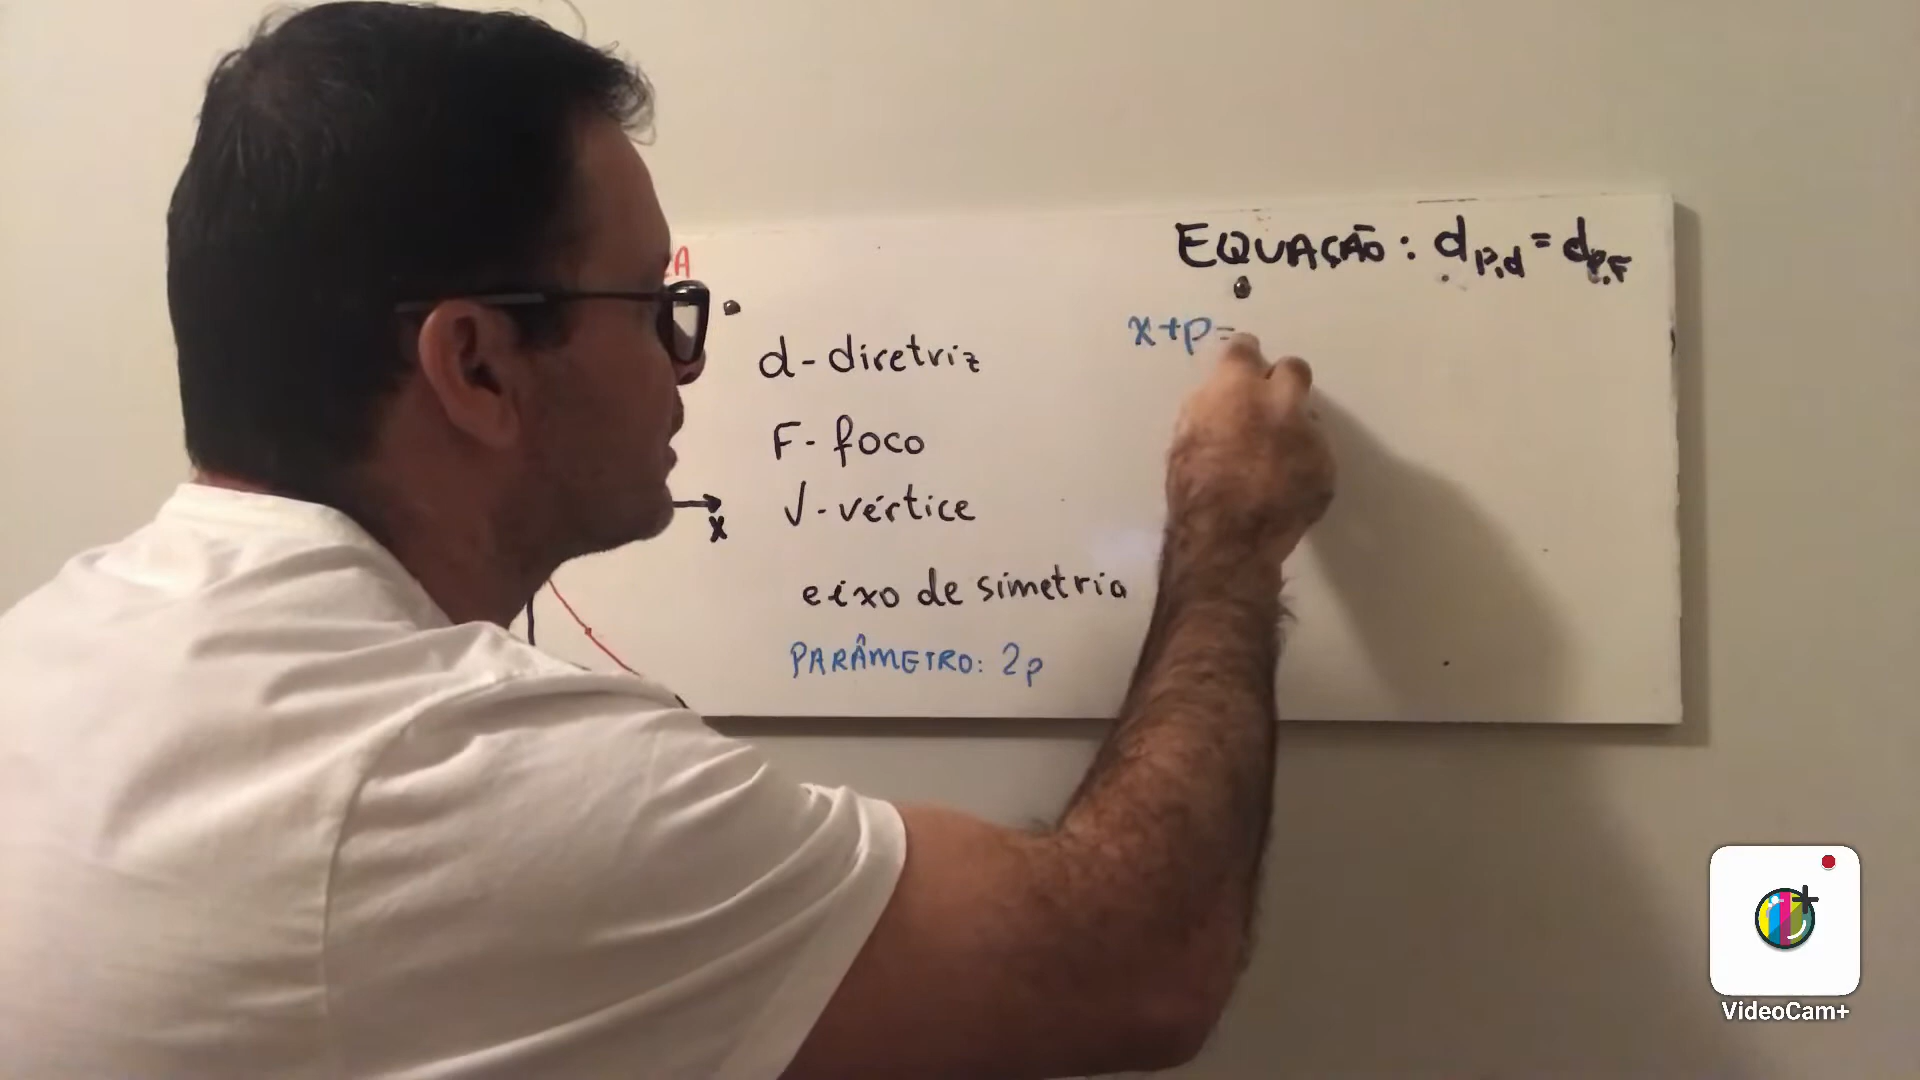 EQUAÇÃO: dP,d = dP,F
x+p=
d - diretriz
F - foco
x
V - vértice
eixo de simetria
PARÂMETRO: 2p
VideoCam+